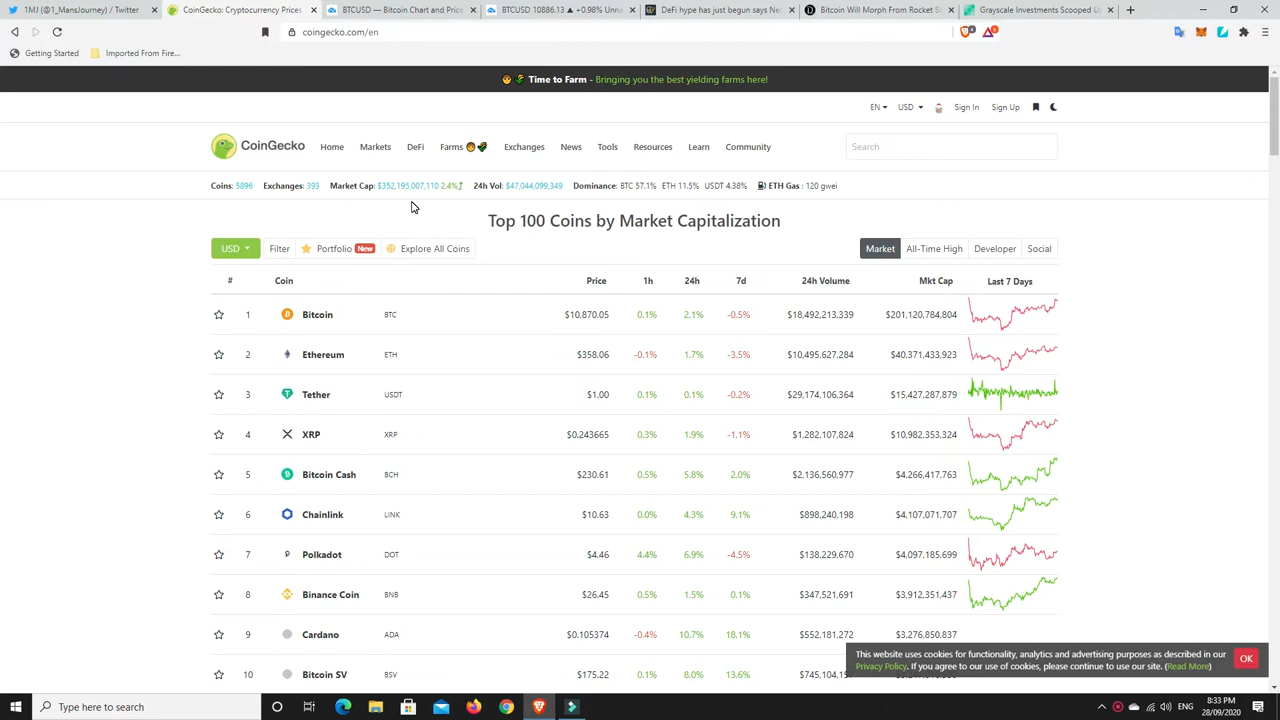 1MJ (@1_MansJourney) / Twitter
CoinGecko: Cryptocurrency Prices
BTCUSD — Bitcoin Chart and Price
BTCUSD 10886.13 ▲ +0.98% Unna
DeFi hype has just begun says Ne
Bitcoin Will Morph From Rocket S
Grayscale Investments Scooped U
coingecko.com/en
Getting Started
Imported From Fire...
Time to Farm - Bringing you the best yielding farms here!
EN
USD
Sign In
Sign Up
CoinGecko
Home
Markets
DeFi
Farms
Exchanges
News
Tools
Resources
Learn
Community
Search
Coins: 5896 Exchanges: 393 Market Cap: $352,195,007,110 2.4% 24h Vol: $47,044,099,349 Dominance: BTC 57.1% ETH 11.5% USDT 4.38% ETH Gas : 120 gwei
Top 100 Coins by Market Capitalization
USD Filter Portfolio New Explore All Coins Market All-Time High Developer Social
# Coin Price 1h 24h 7d 24h Volume Mkt Cap Last 7 Days
1 Bitcoin BTC $10,870.05 0.1% 2.1% -0.5% $18,492,213,339 $201,120,784,804
2 Ethereum ETH $358.06 -0.1% 1.7% -3.5% $10,495,627,284 $40,371,433,923
3 Tether USDT $1.00 0.1% 0.1% -0.2% $29,174,106,364 $15,427,287,879
4 XRP XRP $0.243665 0.3% 1.9% -1.1% $1,282,107,824 $10,982,353,324
5 Bitcoin Cash BCH $230.61 0.5% 5.8% 2.0% $2,136,560,977 $4,266,417,763
6 Chainlink LINK $10.63 0.0% 4.3% 9.1% $898,240,198 $4,107,071,707
7 Polkadot DOT $4.46 4.4% 6.9% -4.5% $138,229,670 $4,097,185,699
8 Binance Coin BNB $26.45 0.5% 1.5% 0.1% $347,521,691 $3,912,351,437
9 Cardano ADA $0.105374 -0.4% 10.7% 18.1% $552,181,272 $3,276,850,837
10 Bitcoin SV BSV $175.22 0.1% 8.0% 13.6%
This website uses cookies for functionality, analytics and advertising purposes as described in our
Privacy Policy. If you agree to our use of cookies, please continue to use our site. (Read More)
OK
Type here to search
ENG
8:33 PM
28/09/2020